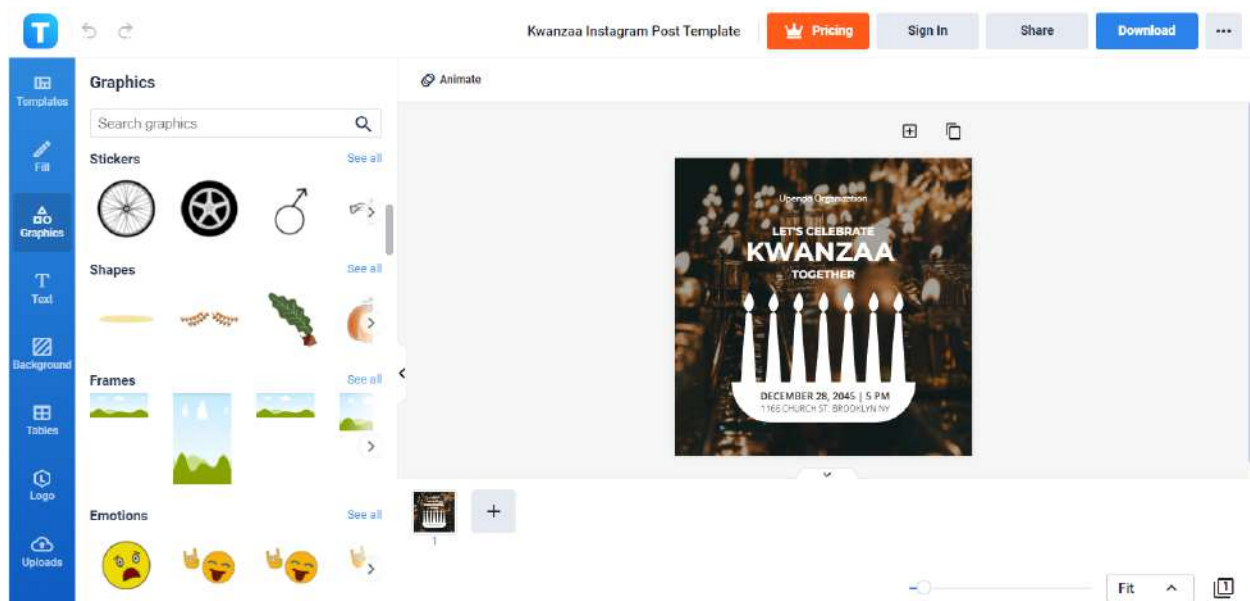 T
Kwanzaa Instagram Post Template
Pricing
Sign In
Share
Download
Templates
Fill
Graphics
Text
Background
Tables
Logo
Uploads
Graphics
Search graphics
Stickers
See all
Shapes
See all
Frames
See all
Emotions
See all
Animate
Upendo Organization
LET'S CELEBRATE
KWANZAA
TOGETHER
DECEMBER 28, 2045 | 5 PM
1166 CHURCH ST. BROOKLYN NY
1
Fit
1